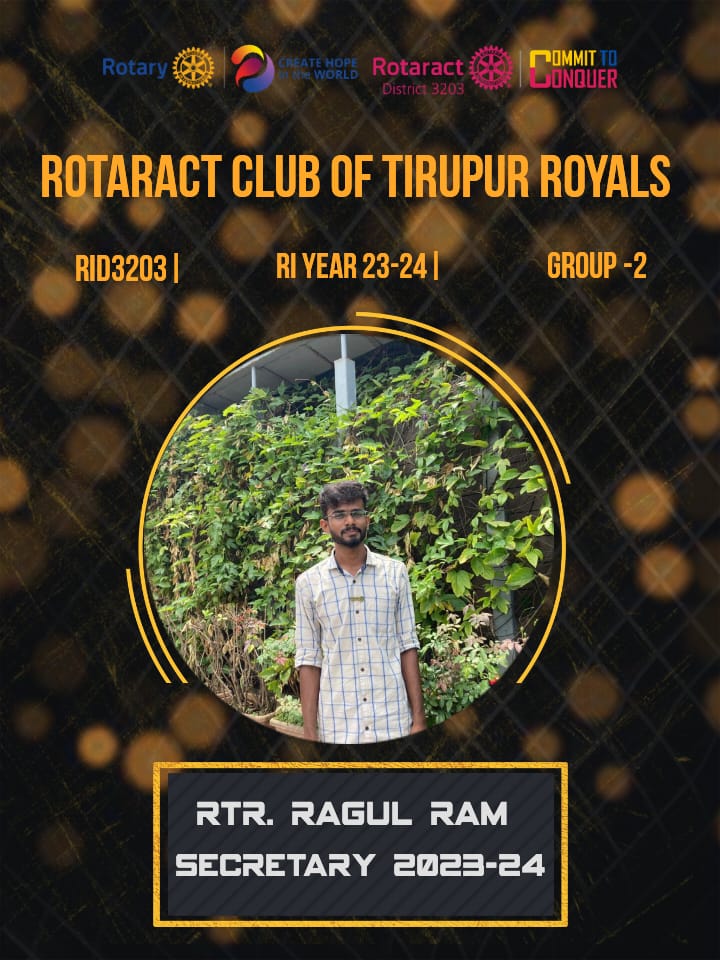 Rotary CREATE HOPE in the WORLD Rotaract District 3203 COMMIT TO CONQUER
ROTARACT CLUB OF TIRUPUR ROYALS
RID3203 | RI YEAR 23-24 | GROUP -2
RTR. RAGUL RAM
SECRETARY 2023-24